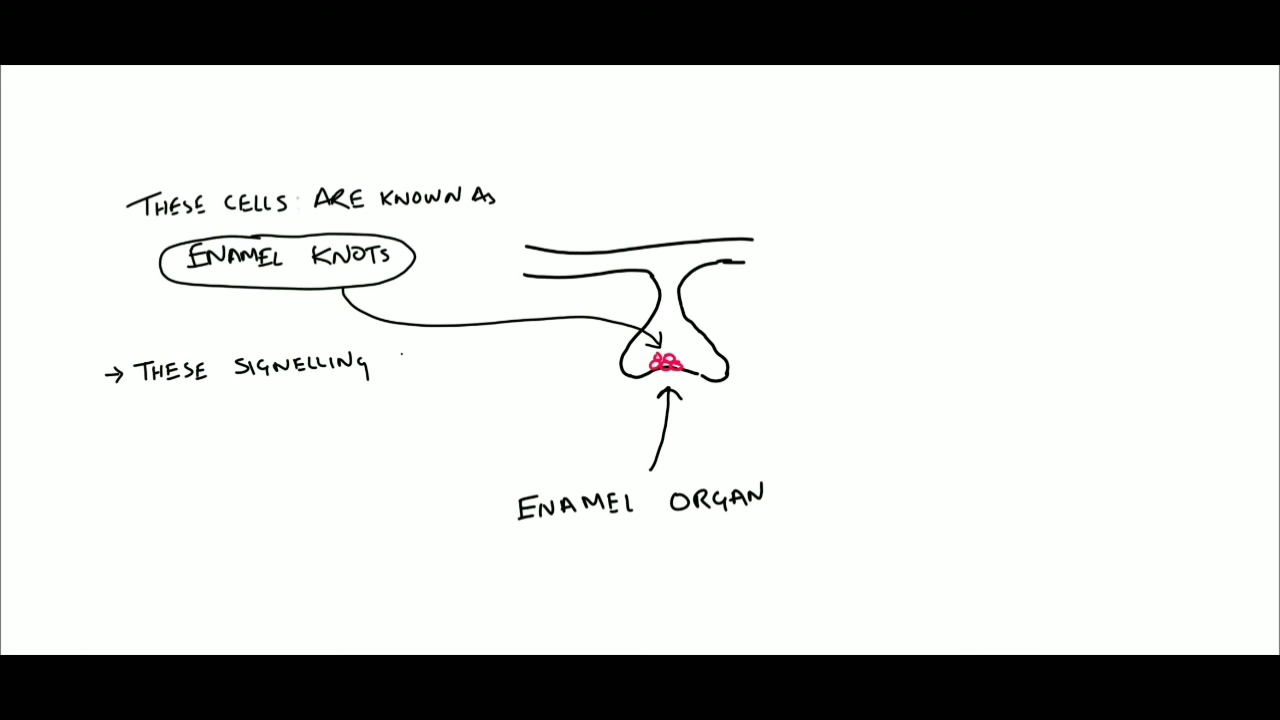 THESE CELLS ARE KNOWN AS
ENAMEL KNOTS
→ THESE SIGNELLING
ENAMEL ORGAN